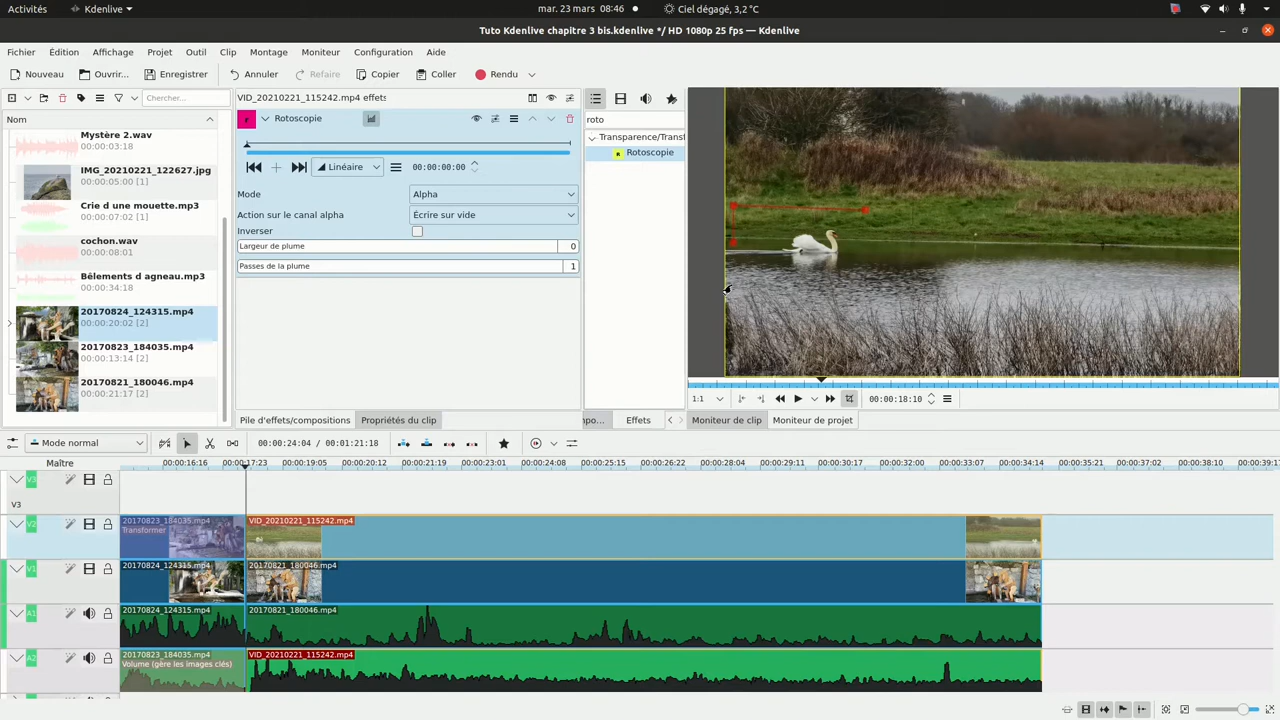 Activités
Kdenlive
mar. 23 mars 08:46
Ciel dégagé, 3,2 °C
Tuto Kdenlive chapitre 3 bis.kdenlive */ HD 1080p 25 fps — Kdenlive
Fichier Édition Affichage Projet Outil Clip Montage Moniteur Configuration Aide
Nouveau Ouvrir... Enregistrer Annuler Refaire Copier Coller Rendu
Chercher...
Nom
Mystère 2.wav
00:00:03:18
IMG_20210221_122627.jpg
00:00:05:00 [1]
Cri e d une mouette.mp3
00:00:07:02 [1]
cochon.wav
00:00:08:01
Bêlements d agneau.mp3
00:00:34:18
20170824_124315.mp4
00:00:20:02 [2]
20170823_184035.mp4
00:00:13:14 [2]
20170821_180046.mp4
00:00:21:17 [2]
VID_20210221_115242.mp4 effets
Rotoscopie
Linéaire
00:00:00:00
Mode
Alpha
Action sur le canal alpha
Écrire sur vide
Inverser
Largeur de plume
0
Passes de la plume
1
Pile d'effets/compositions
Propriétés du clip
roto
Transparence/Transf
Rotoscopie
Effets
1:1
00:00:18:10
Moniteur de clip
Moniteur de projet
Mode normal
00:00:24:04 / 00:01:21:18
Maître
00:00:16:16 00:00:17:23 00:00:19:05 00:00:20:12 00:00:21:19 00:00:23:01 00:00:24:08 00:00:25:15 00:00:26:22 00:00:28:04 00:00:29:11 00:00:30:17 00:00:32:00 00:00:33:07 00:00:34:14 00:00:35:21 00:00:37:02 00:00:38:10 00:00:39:1
V3
V3
V2
20170823_184035.mp4
Transformer
VID_20210221_115242.mp4
V1
20170824_124315.mp4
20170821_180046.mp4
A1
20170824_124315.mp4
20170821_180046.mp4
A2
20170823_184035.mp4
Volume (gère les images clés)
VID_20210221_115242.mp4